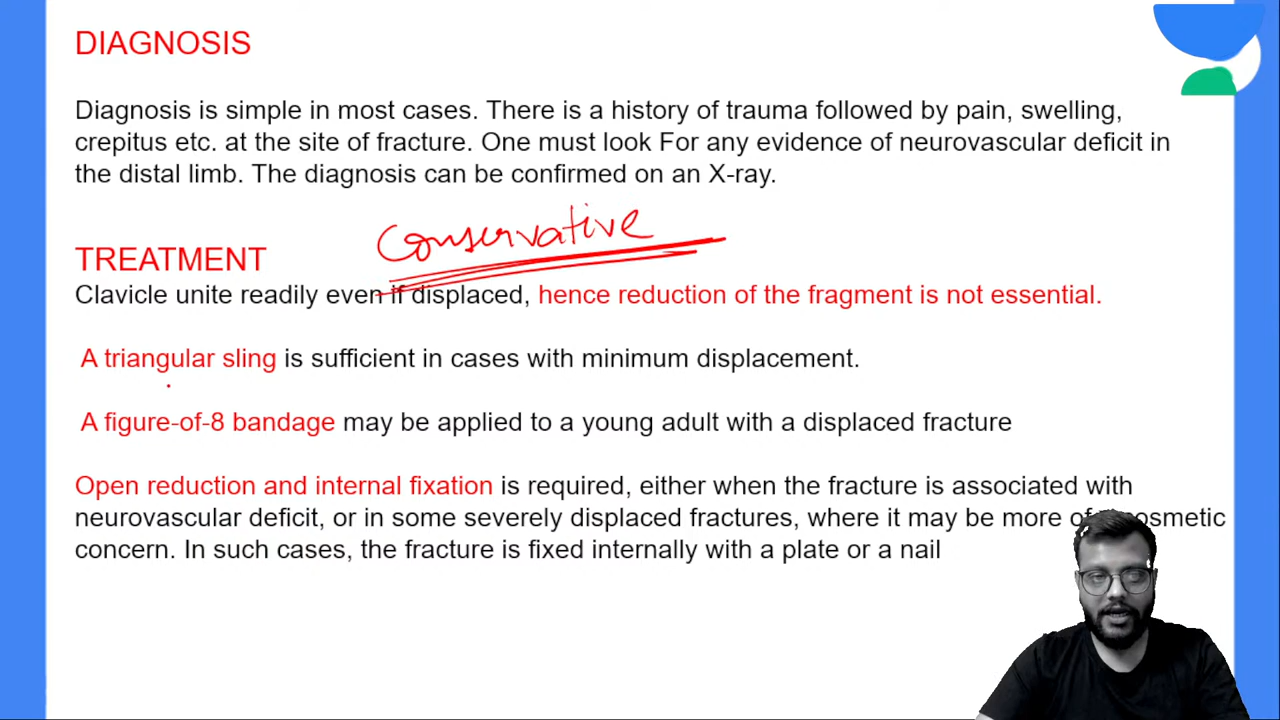 DIAGNOSIS
Diagnosis is simple in most cases. There is a history of trauma followed by pain, swelling,
crepitus etc. at the site of fracture. One must look For any evidence of neurovascular deficit in
the distal limb. The diagnosis can be confirmed on an X-ray.
Conservative
TREATMENT
Clavicle unite readily even if displaced, hence reduction of the fragment is not essential.
A triangular sling is sufficient in cases with minimum displacement.
A figure-of-8 bandage may be applied to a young adult with a displaced fracture
Open reduction and internal fixation is required, either when the fracture is associated with
neurovascular deficit, or in some severely displaced fractures, where it may be more of cosmetic
concern. In such cases, the fracture is fixed internally with a plate or a nail